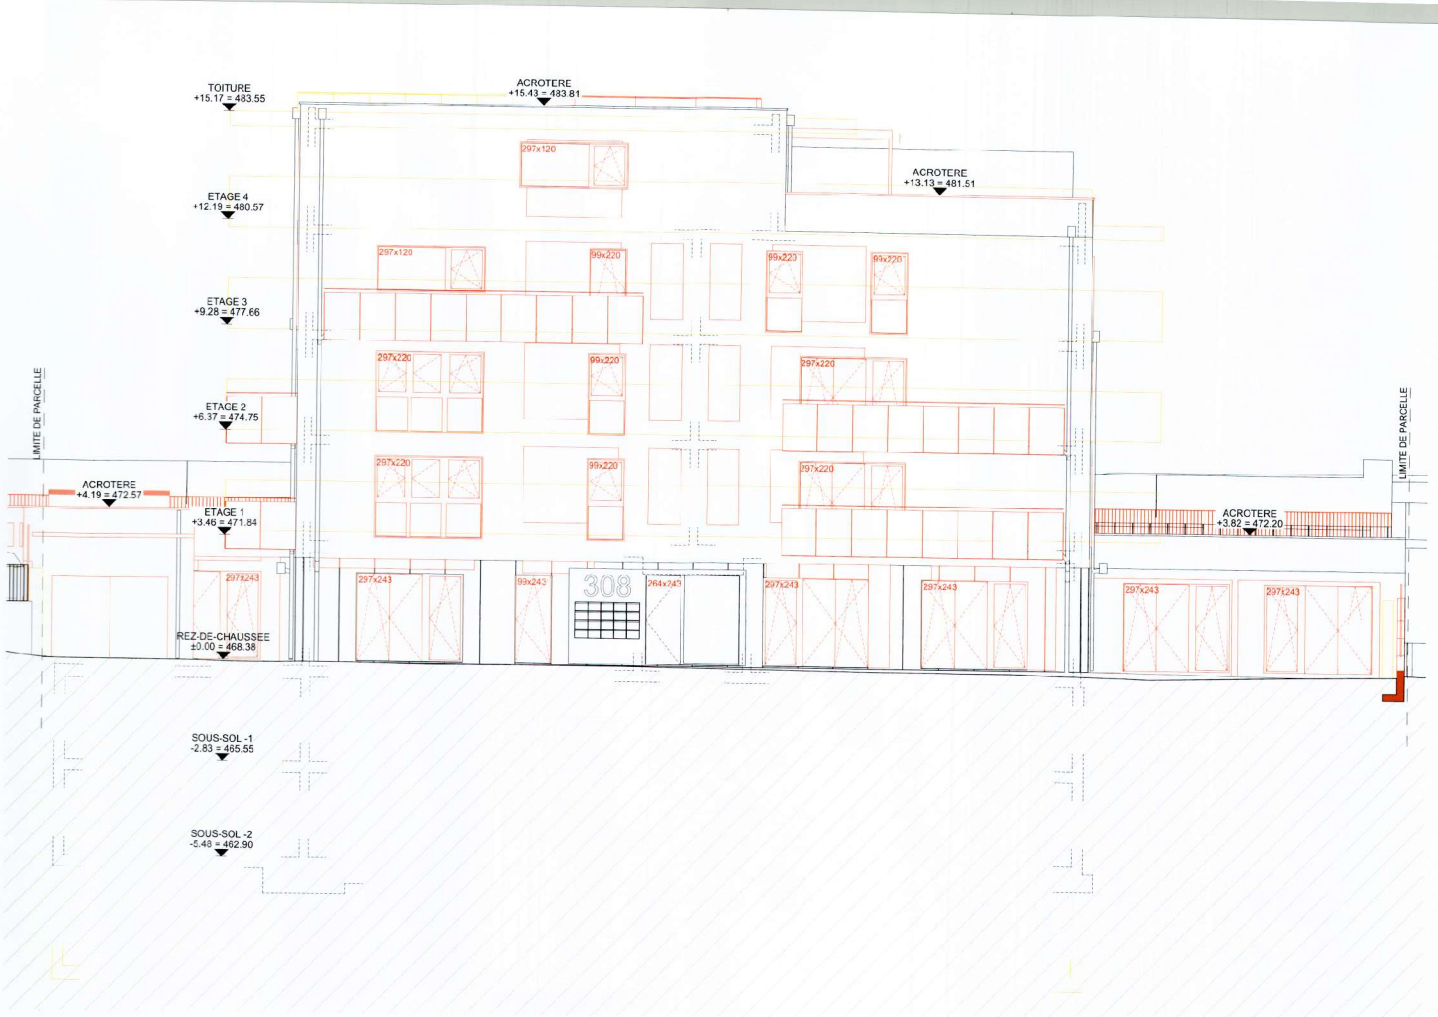 TOITURE
+15.17 = 483.55
ACROTERE
+15.43 = 483.81
297x120
ACROTERE
+13.13 = 481.51
ETAGE 4
+12.19 = 480.57
297x120
99x220
99x220
99x220
ETAGE 3
+9.28 = 477.66
297x220
99x220
297x220
LIMITE DE PARCELLE
LIMITE DE PARCELLE
ETAGE 2
+6.37 = 474.75
297x220
99x220
297x220
ACROTERE
+4.19 = 472.57
ETAGE 1
+3.46 = 471.84
ACROTERE
+3.82 = 472.20
297x243
297x243
99x243
308
264x243
297x243
297x243
297x243
297x243
REZ-DE-CHAUSSEE
±0.00 = 468.38
SOUS-SOL -1
-2.83 = 465.55
SOUS-SOL -2
-5.48 = 462.90